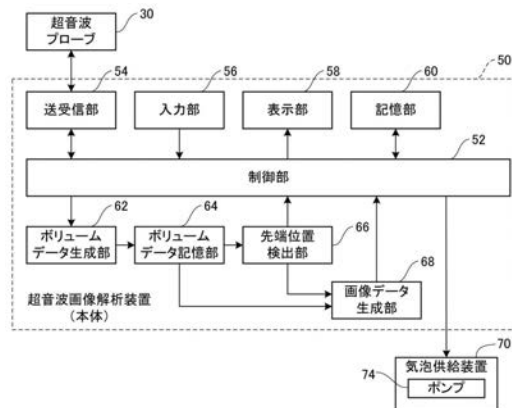 超音波
プローブ
30
50
54
56
58
60
送受信部
入力部
表示部
記憶部
52
制御部
62
64
66
ボリューム
データ生成部
ボリューム
データ記憶部
先端位置
検出部
68
画像データ
生成部
超音波画像解析装置
(本体)
70
気泡供給装置
74
ポンプ